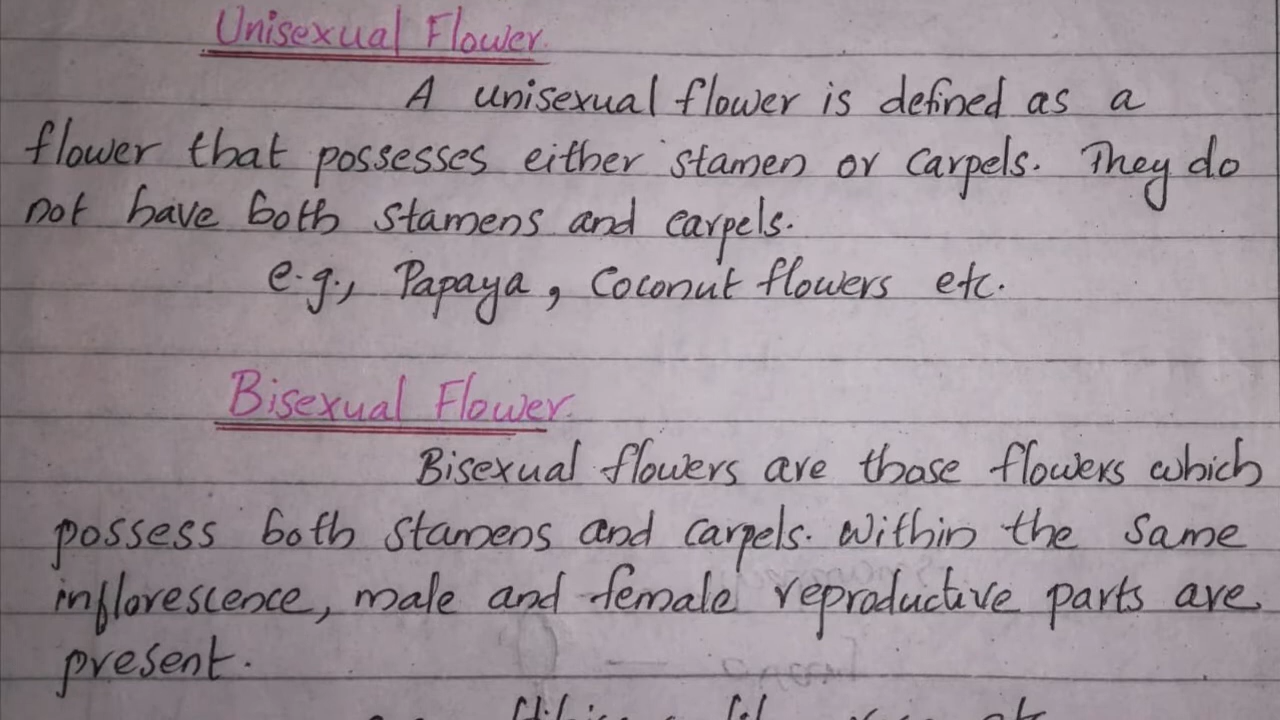 Unisexual Flower.
A unisexual flower is defined as a
flower that possesses either stamen or carpels. They do
not have both stamens and carpels.
e.g., Papaya, Coconut flowers etc.
Bisexual Flower.
Bisexual flowers are those flowers which
possess both stamens and carpels. Within the same
inflorescence, male and female reproductive parts are
present.